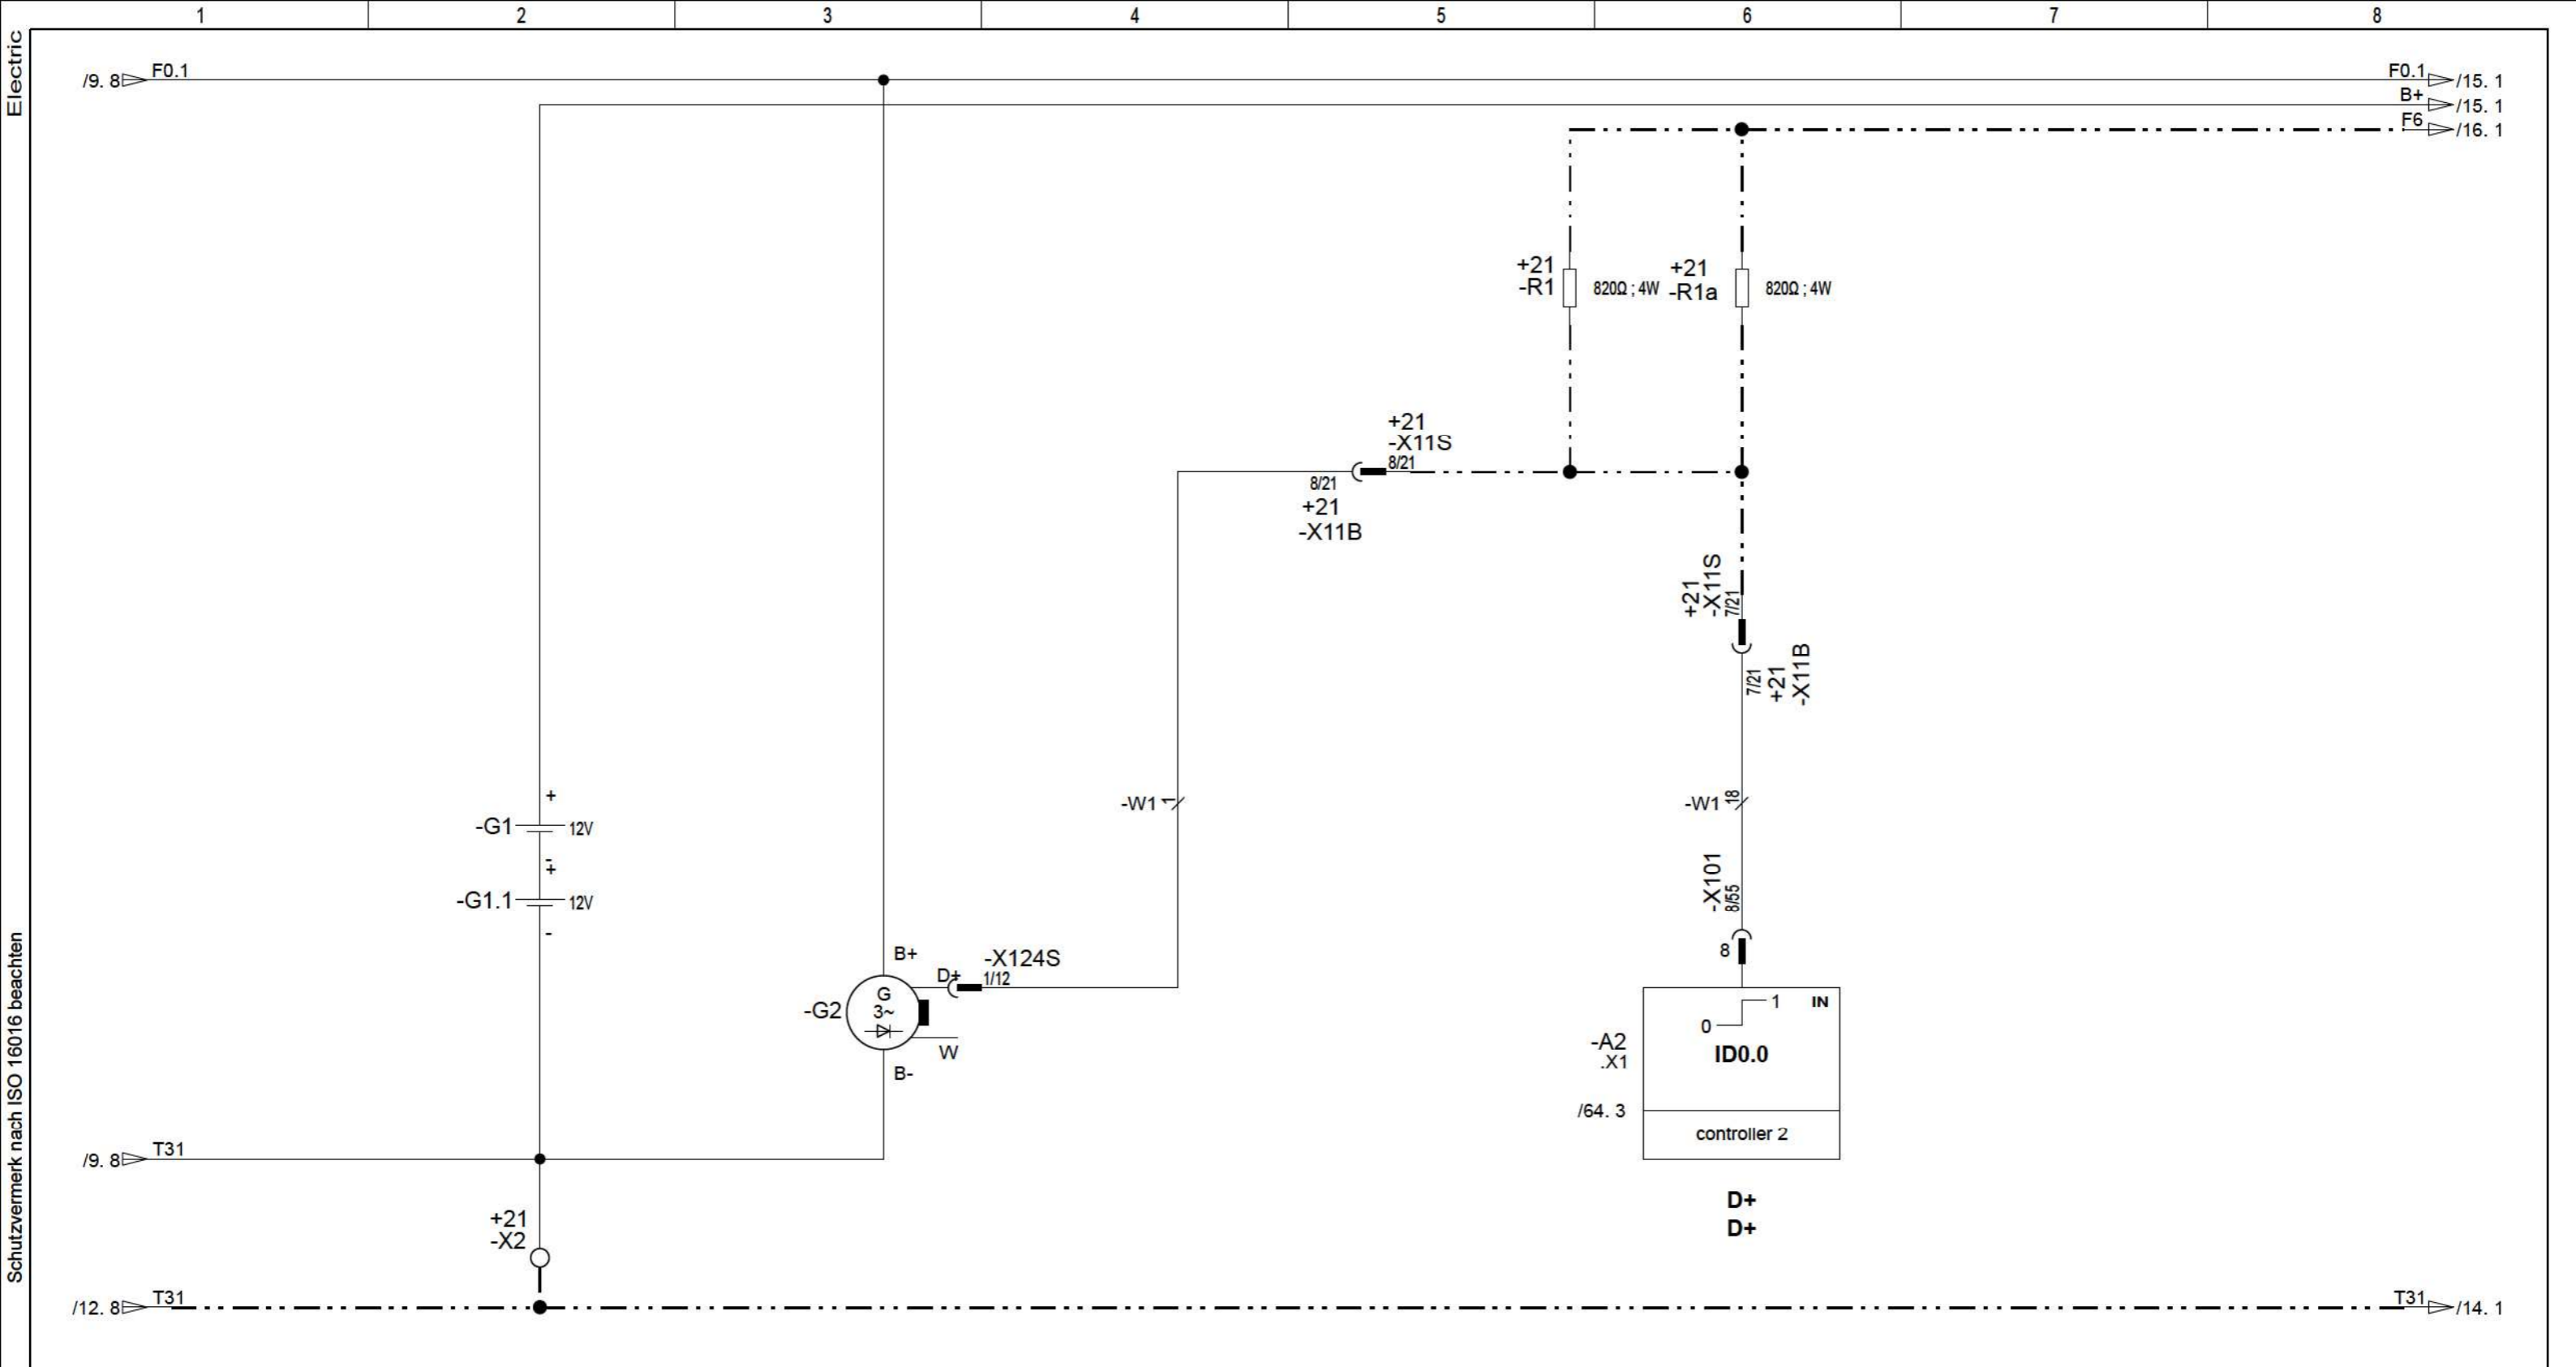 1
2
3
4
5
6
7
8
Electric
/9. 8
F0.1
F0.1
/15. 1
B+
/15. 1
F6
/16. 1
+21
-R1
820Ω ; 4W
+21
-R1a
820Ω ; 4W
+21
-X11S
8/21
8/21
+21
-X11B
+21
-X11S
7/21
7/21
+21
-X11B
+
-G1
12V
-
+
-G1.1
12V
-
-W1
1
-W1
18
-X101
8/55
8
B+
D+
-X124S
1/12
-G2
G
3~
W
B-
1
IN
0
-A2
.X1
ID0.0
/64. 3
controller 2
D+
D+
/9. 8
T31
+21
-X2
/12. 8
T31
T31
/14. 1
Schutzvermerk nach ISO 16016 beachten